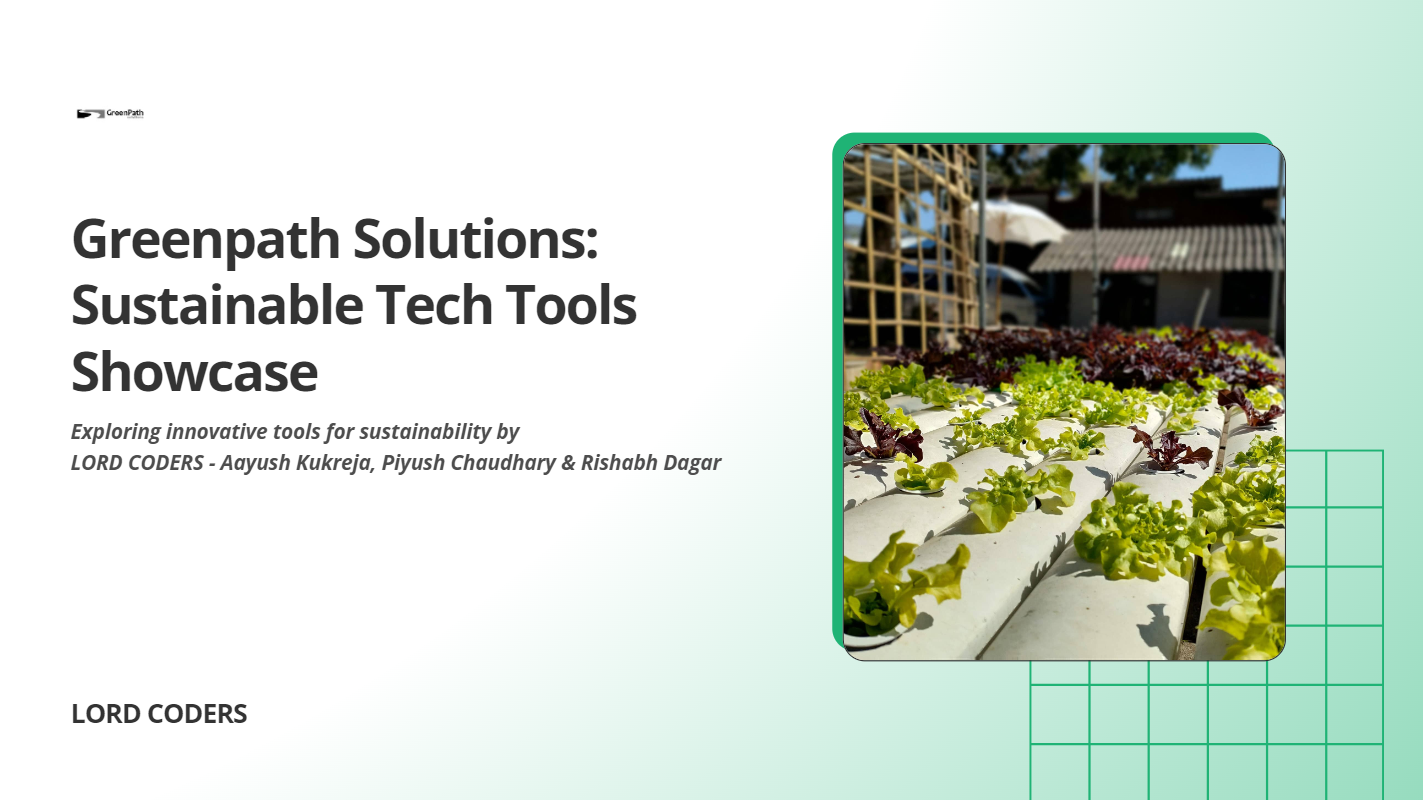 GreenPath
Greenpath Solutions:
Sustainable Tech Tools
Showcase
Exploring innovative tools for sustainability by
LORD CODERS - Aayush Kukreja, Piyush Chaudhary & Rishabh Dagar
LORD CODERS